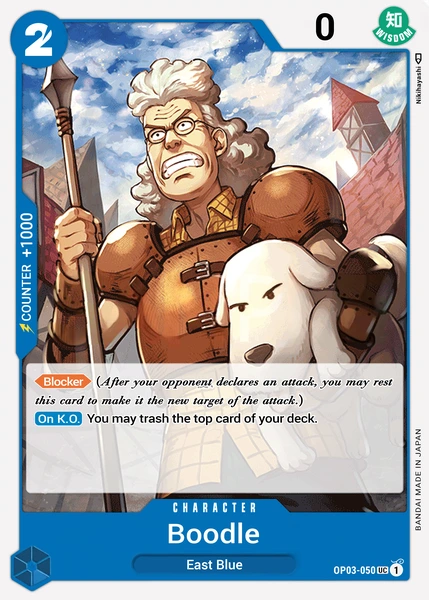 2
0
知
WISDOM
Nikihayashi
COUNTER +1000
Blocker (After your opponent declares an attack, you may rest
this card to make it the new target of the attack.)
On K.O. You may trash the top card of your deck.
BANDAI MADE IN JAPAN
CHARACTER
Boodle
East Blue
OP03-050 UC 1